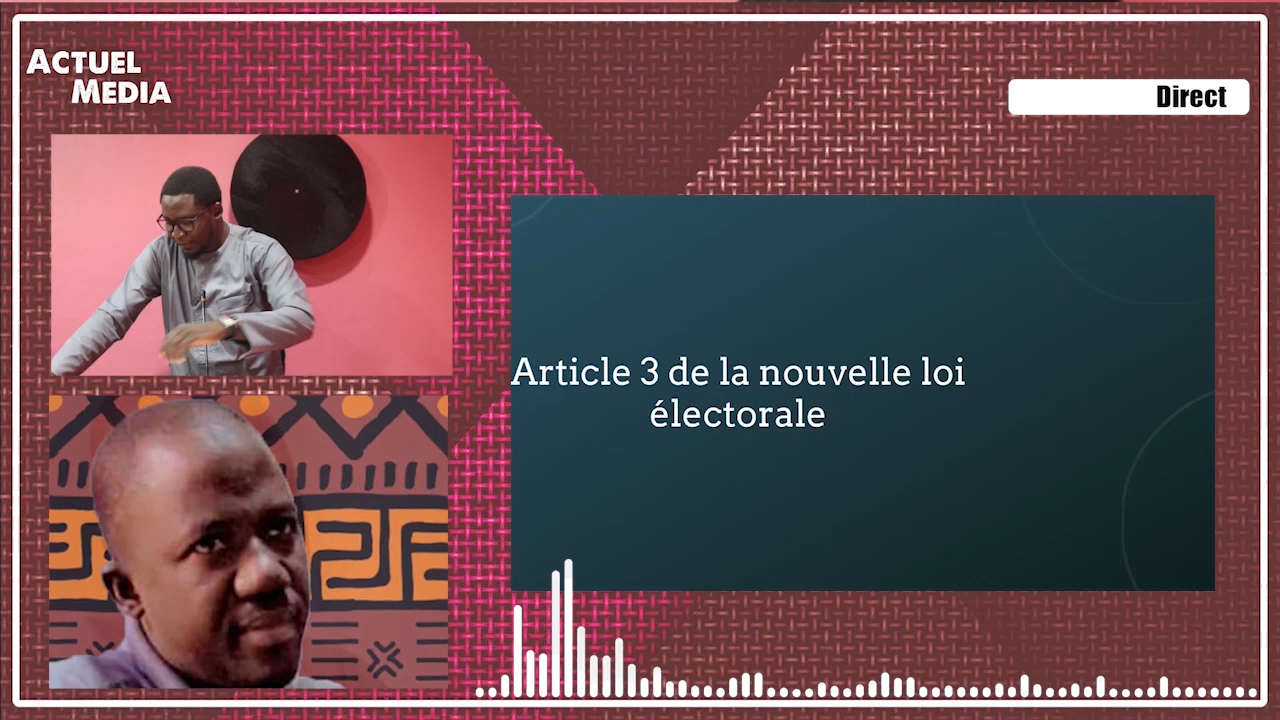 ACTUEL
MEDIA
Direct
Article 3 de la nouvelle loi
électorale